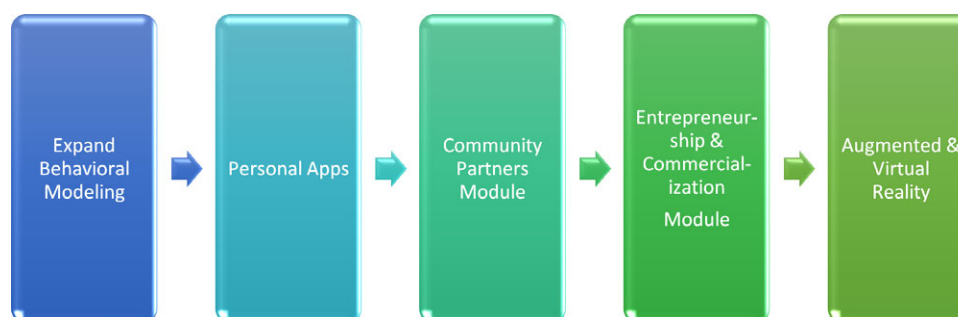 Expand
Behavioral
Modeling
Personal Apps
Community
Partners
Module
Entrepreneur-
ship &
Commercial-
ization
Module
Augmented &
Virtual
Reality